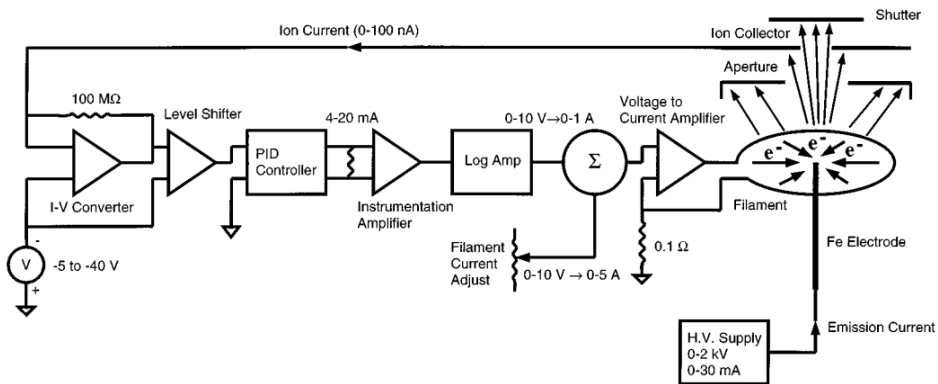 Shutter
Ion Current (0-100 nA)
Ion Collector
Aperture
100 MΩ
Level Shifter
4-20 mA
0-10 V→0-1 A
Voltage to
Current Amplifier
PID
Controller
Log Amp
Σ
e-
e-
e-
I-V Converter
Instrumentation
Amplifier
Filament
V
-
+
-5 to -40 V
Filament
Current
Adjust
0-10 V → 0-5 A
0.1 Ω
Fe Electrode
H.V. Supply
0-2 kV
0-30 mA
Emission Current